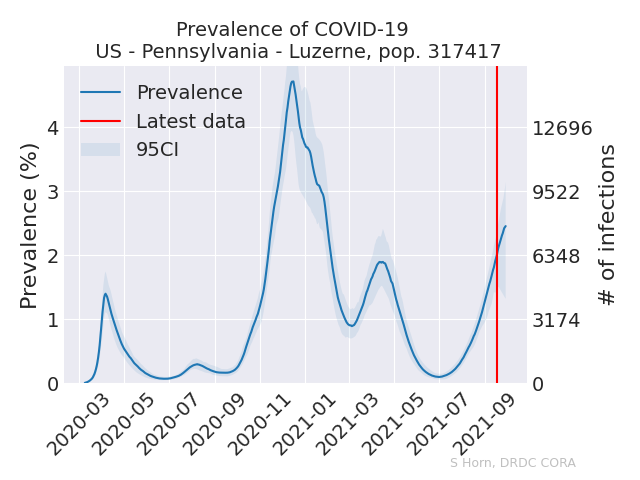 Prevalence of COVID-19
US - Pennsylvania - Luzerne, pop. 317417
Prevalence
Latest data
95CI
Prevalence (%)
4
3
2
1
0
# of infections
12696
9522
6348
3174
0
2020-03
2020-05
2020-07
2020-09
2020-11
2021-01
2021-03
2021-05
2021-07
2021-09
S Horn, DRDC CORA